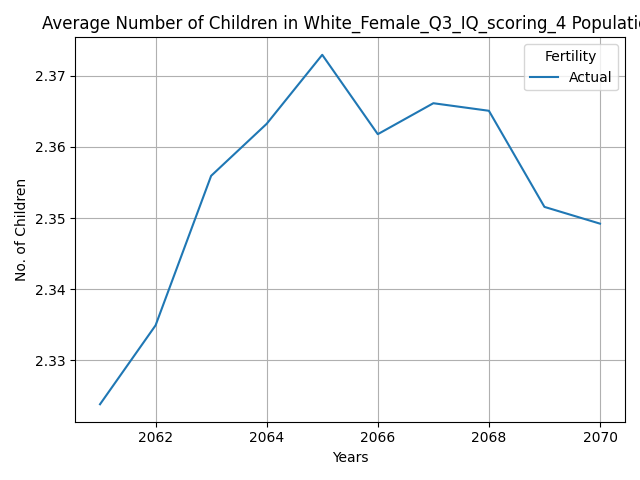 Average Number of Children in White_Female_Q3_IQ_scoring_4 Populatio
Fertility
Actual
2.37
2.36
2.35
2.34
2.33
No. of Children
2062 2064 2066 2068 2070
Years